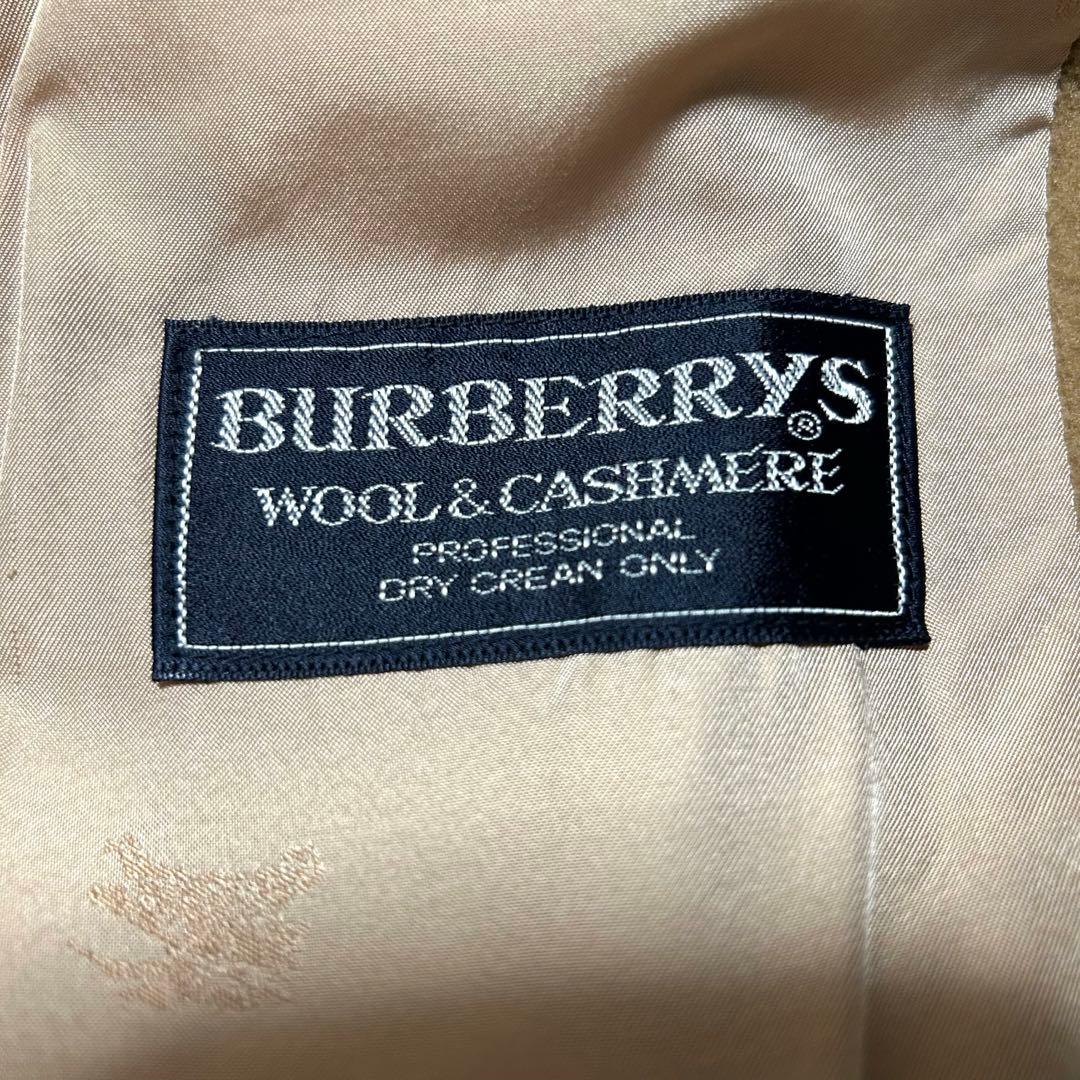 BURBERRYS®
WOOL & CASHMERE
PROFESSIONAL
DRY CREAN ONLY